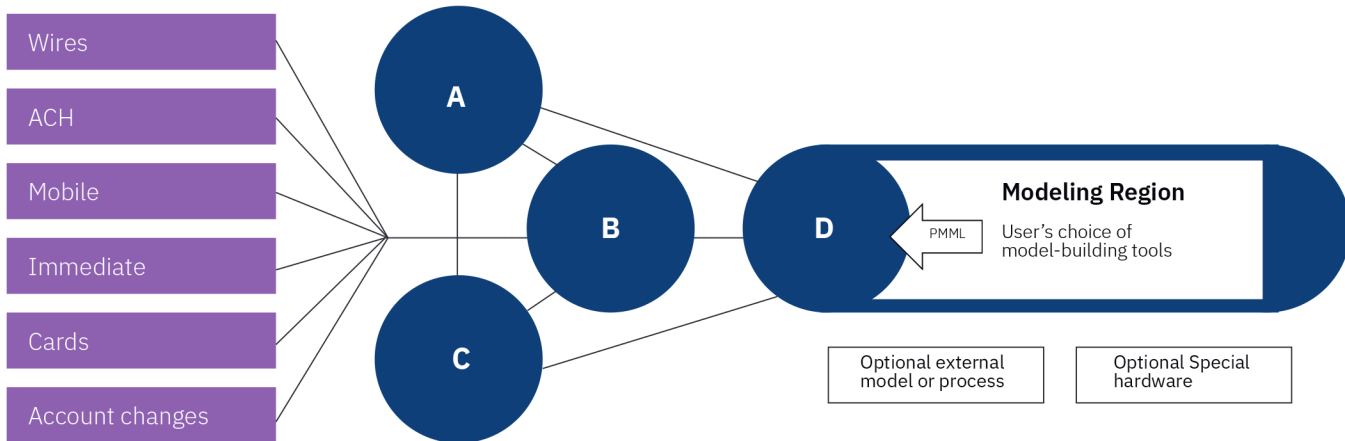 Wires
ACH
Mobile
Immediate
Cards
Account changes
A
B
C
D
PMML
Modeling Region
User's choice of
model-building tools
Optional external
model or process
Optional Special
hardware